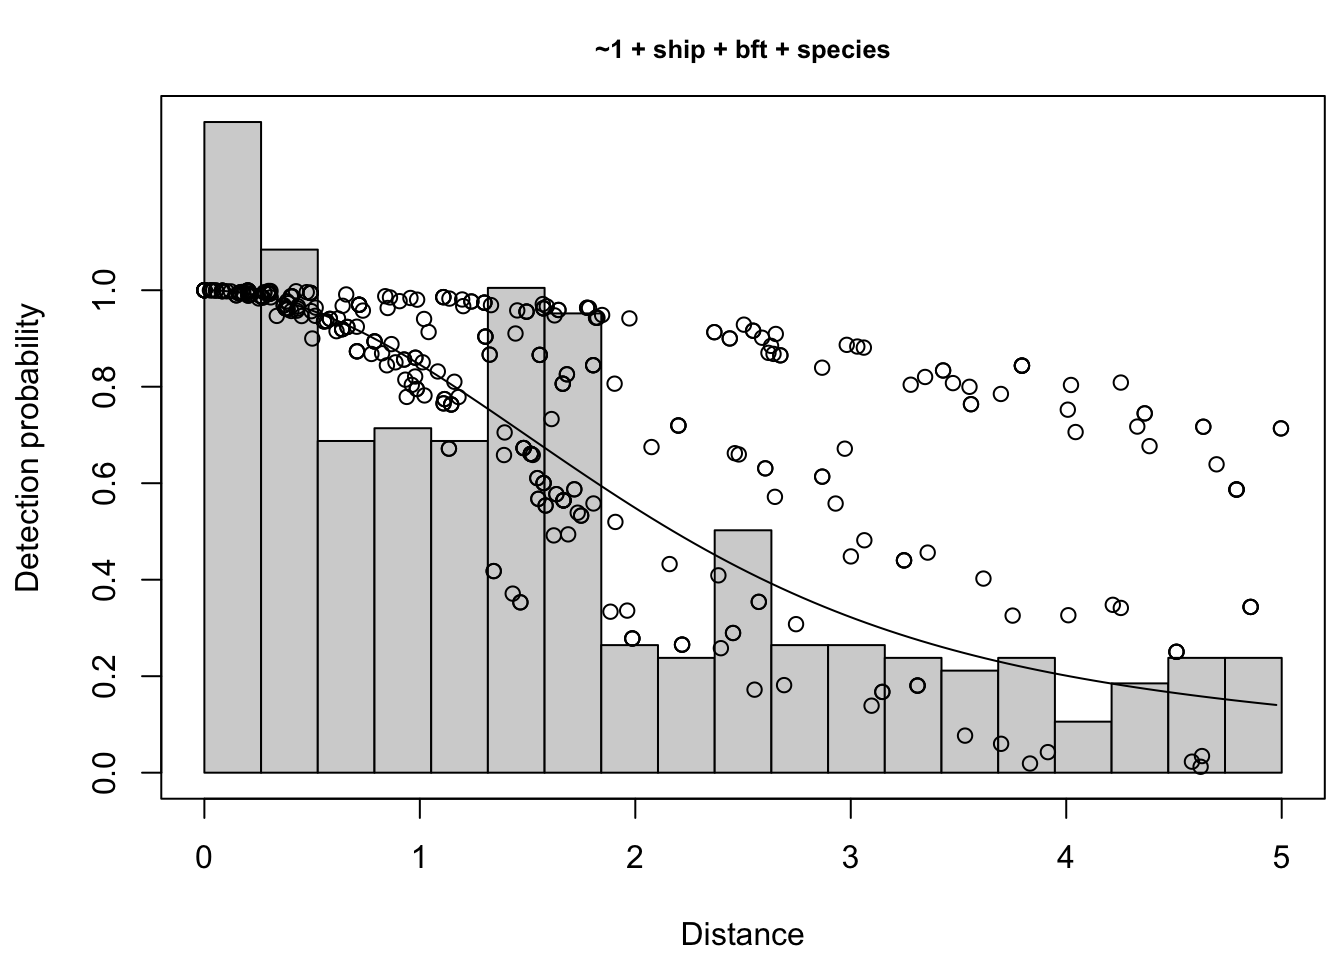 ~1 + ship + bft + species
Detection probability
1.0
0.8
0.6
0.4
0.2
0.0
0 1 2 3 4 5
Distance